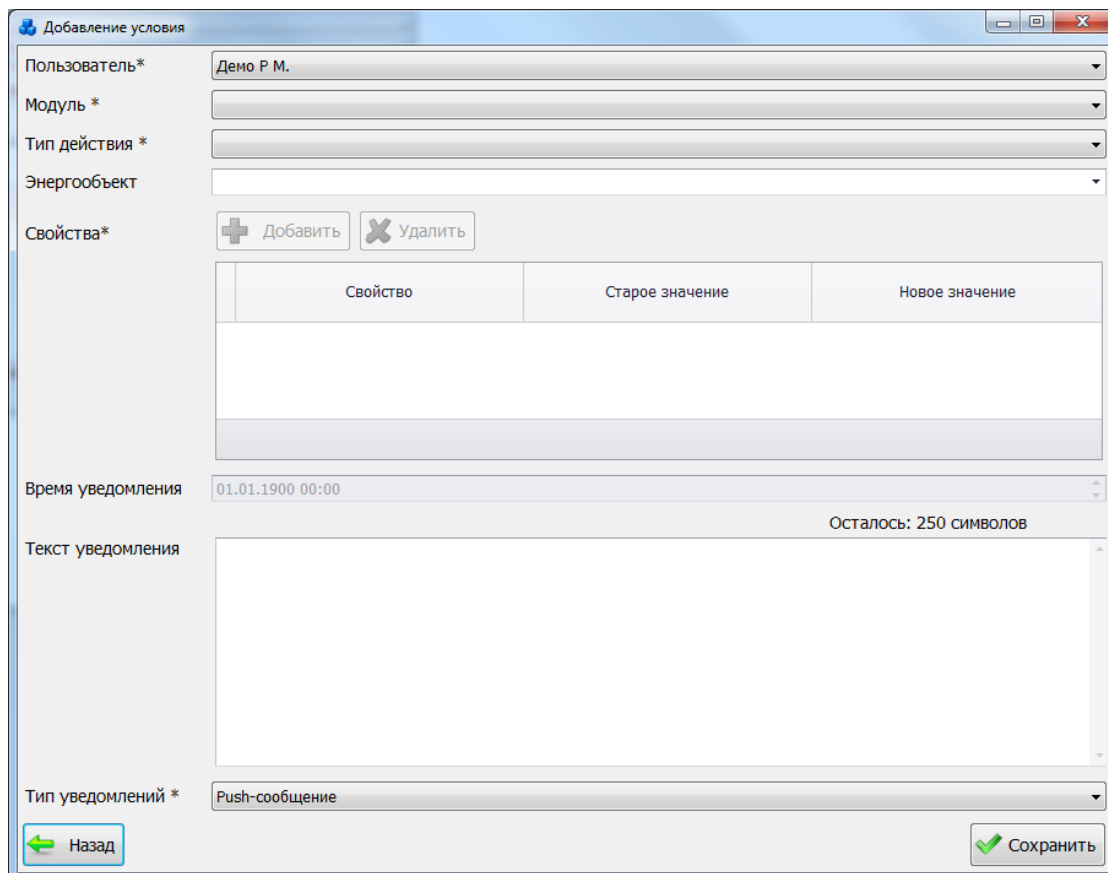 Добавление условия
Пользователь* Демо Р М.
Модуль *
Тип действия *
Энергообъект
Свойства* Добавить Удалить
Свойство Старое значение Новое значение
Время уведомления 01.01.1900 00:00
Осталось: 250 символов
Текст уведомления
Тип уведомлений * Push-сообщение
Назад Сохранить